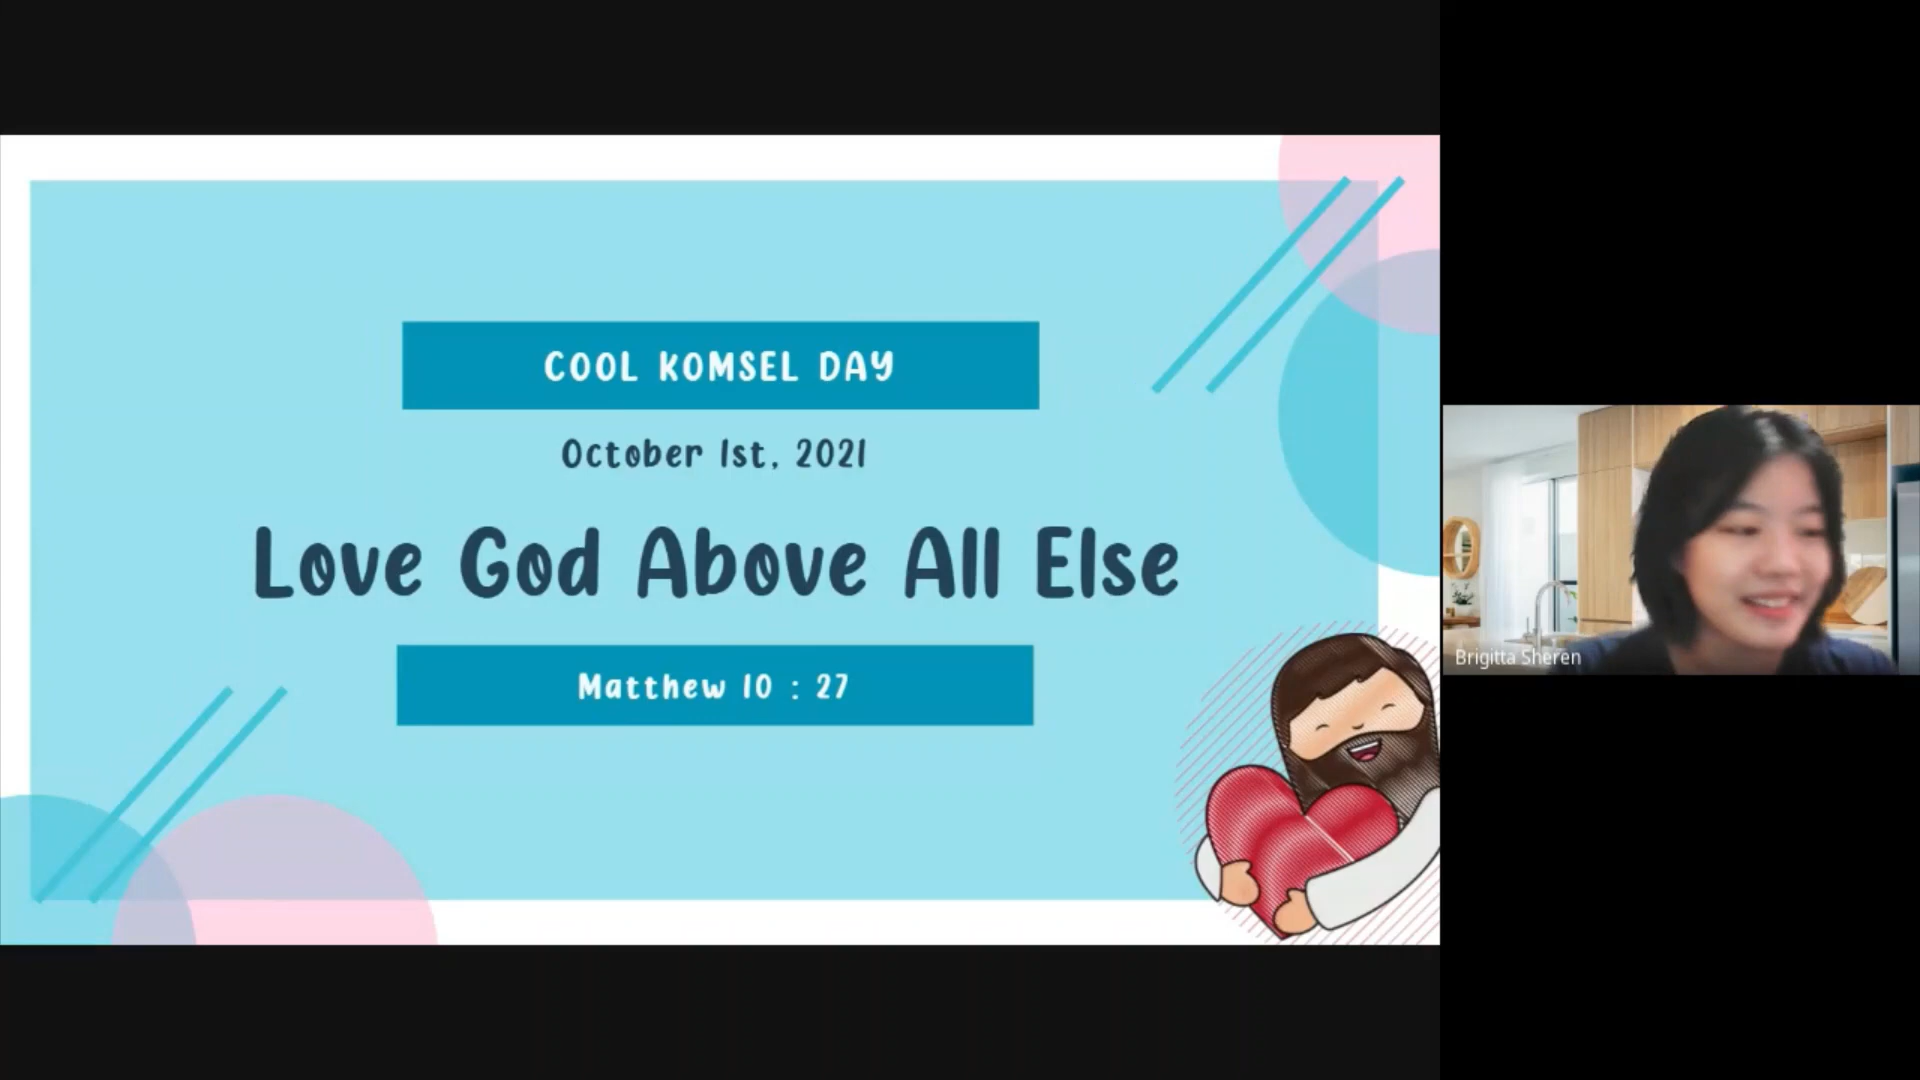 COOL KOMSEL DAY
October 1st, 2021
Love God Above All Else
Matthew 10 : 27
Brigitta Sheren